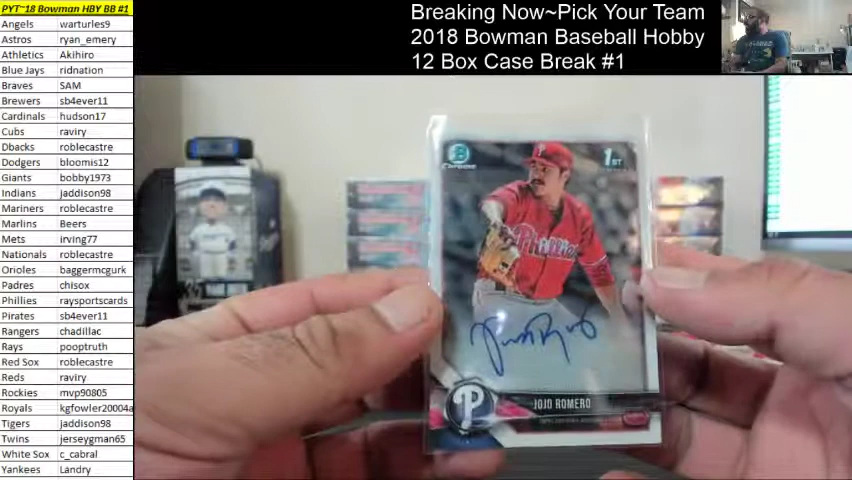 PYT~18 Bowman HBY BB #1
Angels warturles9
Astros ryan_emery
Athletics Akihiro
Blue Jays ridnation
Braves SAM
Brewers sb4ever11
Cardinals hudson17
Cubs raviry
Dbacks roblecastre
Dodgers bloomis12
Giants bobby1973
Indians jaddison98
Mariners roblecastre
Marlins Beers
Mets irving77
Nationals roblecastre
Orioles baggermcgurk
Padres chisox
Phillies raysportscards
Pirates sb4ever11
Rangers chadillac
Rays pooptruth
Red Sox roblecastre
Reds raviry
Rockies mvp90805
Royals kgfowler20004a
Tigers jaddison98
Twins jerseygman65
White Sox c_cabral
Yankees Landry
Breaking Now~Pick Your Team
2018 Bowman Baseball Hobby
12 Box Case Break #1
CHROME
1ST
Phillies
P
JOJO ROMERO